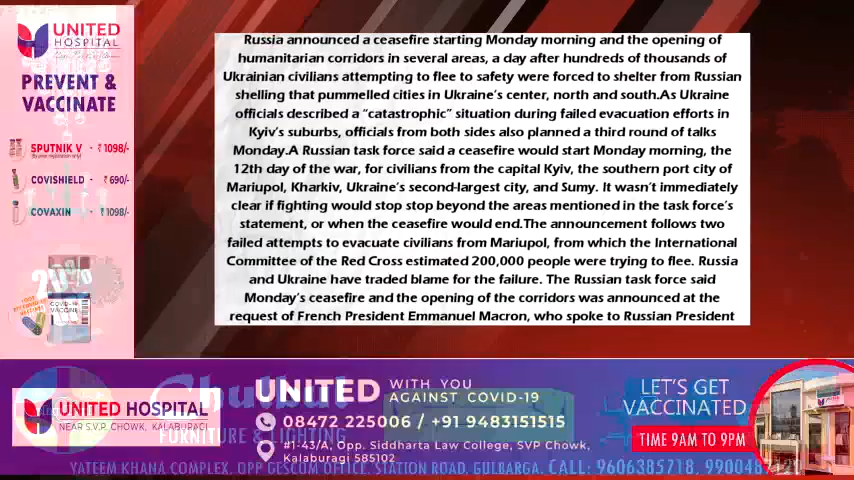 UNITED
HOSPITAL
PREVENT &
VACCINATE
SPUTNIK V - ₹1098/-
COVISHIELD - ₹690/-
COVAXIN - ₹1098/-
Russia announced a ceasefire starting Monday morning and the opening of
humanitarian corridors in several areas, a day after hundreds of thousands of
Ukrainian civilians attempting to flee to safety were forced to shelter from Russian
shelling that pummelled cities in Ukraine's center, north and south.As Ukraine
officials described a “catastrophic” situation during failed evacuation efforts in
Kyiv's suburbs, officials from both sides also planned a third round of talks
Monday.A Russian task force said a ceasefire would start Monday morning, the
12th day of the war, for civilians from the capital Kyiv, the southern port city of
Mariupol, Kharkiv, Ukraine's second-largest city, and Sumy. It wasn't immediately
clear if fighting would stop stop beyond the areas mentioned in the task force's
statement, or when the ceasefire would end.The announcement follows two
failed attempts to evacuate civilians from Mariupol, from which the International
Committee of the Red Cross estimated 200,000 people were trying to flee. Russia
and Ukraine have traded blame for the failure. The Russian task force said
Monday's ceasefire and the opening of the corridors was announced at the
request of French President Emmanuel Macron, who spoke to Russian President
UNITED HOSPITAL
NEAR S.V.P. CHOWK, KALABURAGI
UNITED WITH YOU
AGAINST COVID-19
08472 225006 / +91 9483151515
#1-43/A, Opp. Siddharta Law College, SVP Chowk,
Kalaburagi 585102
LET'S GET
VACCINATED
TIME 9AM TO 9PM
FURNITURE & LIGHTING
YATEEM KHANA COMPLEX, OPP GESCOM OFFICE, STATION ROAD, GULBARGA. CALL: 9606385718,